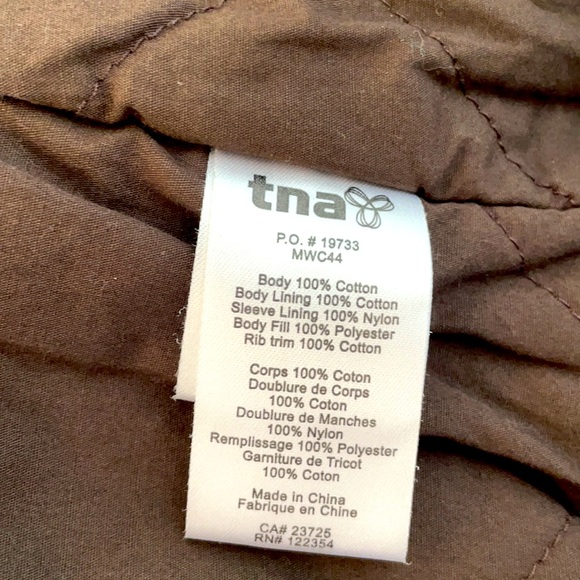 tna
P.O. # 19733
MWC44
Body 100% Cotton
Body Lining 100% Cotton
Sleeve Lining 100% Nylon
Body Fill 100% Polyester
Rib trim 100% Cotton
Corps 100% Coton
Doublure de Corps
100% Coton
Doublure de Manches
100% Nylon
Remplissage 100% Polyester
Garniture de Tricot
100% Coton
Made in China
Fabrique en Chine
CA# 23725
RN# 122354